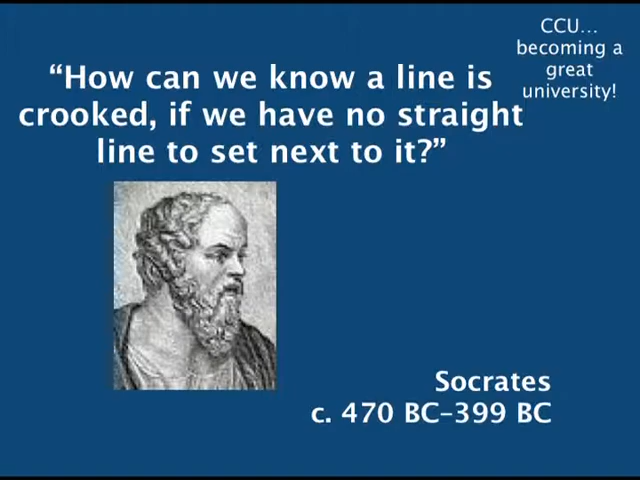 CCU...
becoming a
great
university!
“How can we know a line is
crooked, if we have no straight
line to set next to it?”
Socrates
c. 470 BC–399 BC